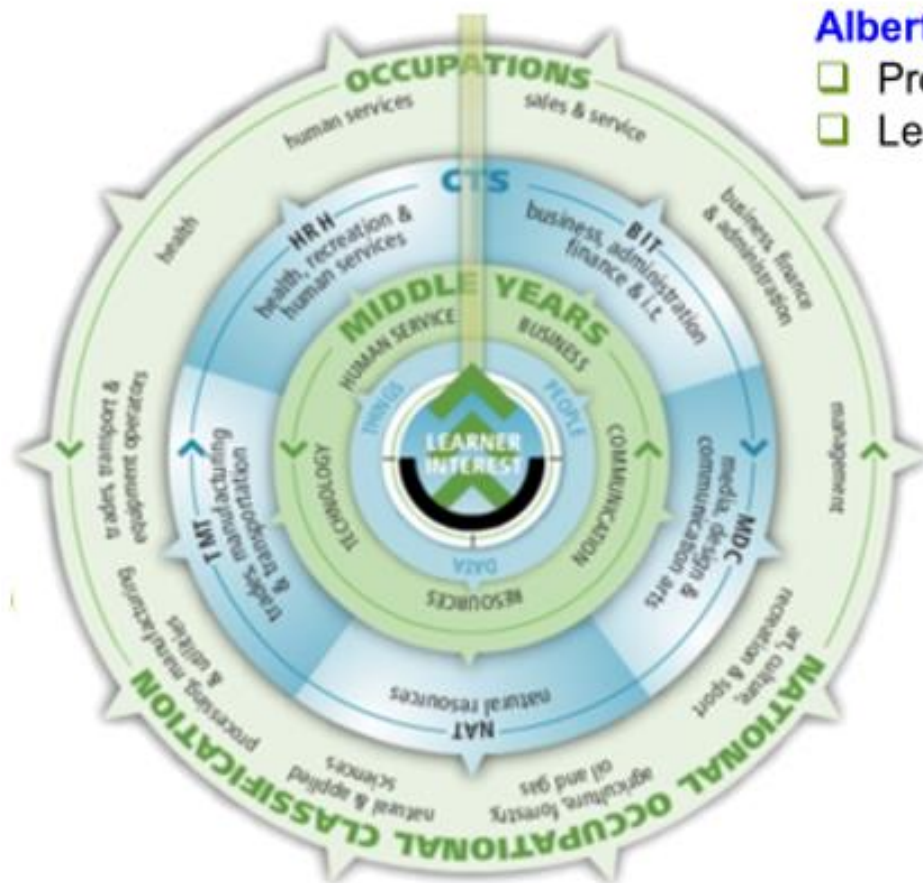 Albert
Pro
Le
OCCUPATIONS
human services
sales & service
health
business, finance
& administration
trades, transport &
equipment operators
management
processing, manufacturing
& utilities
art, culture,
recreation & sport
natural & applied
sciences
agriculture, forestry,
oil and gas
NATIONAL OCCUPATIONAL CLASSIFICATION
CTS
HRH
health, recreation &
human services
BIT
business, administration
finance & i.t.
TMT
trades, manufacturing
& transportation
MDC
media, design &
communication arts
NAT
natural resources
MIDDLE YEARS
HUMAN SERVICE
BUSINESS
TECHNOLOGY
COMMUNICATION
RESOURCES
THINGS
PEOPLE
DATA
LEARNER
INTEREST